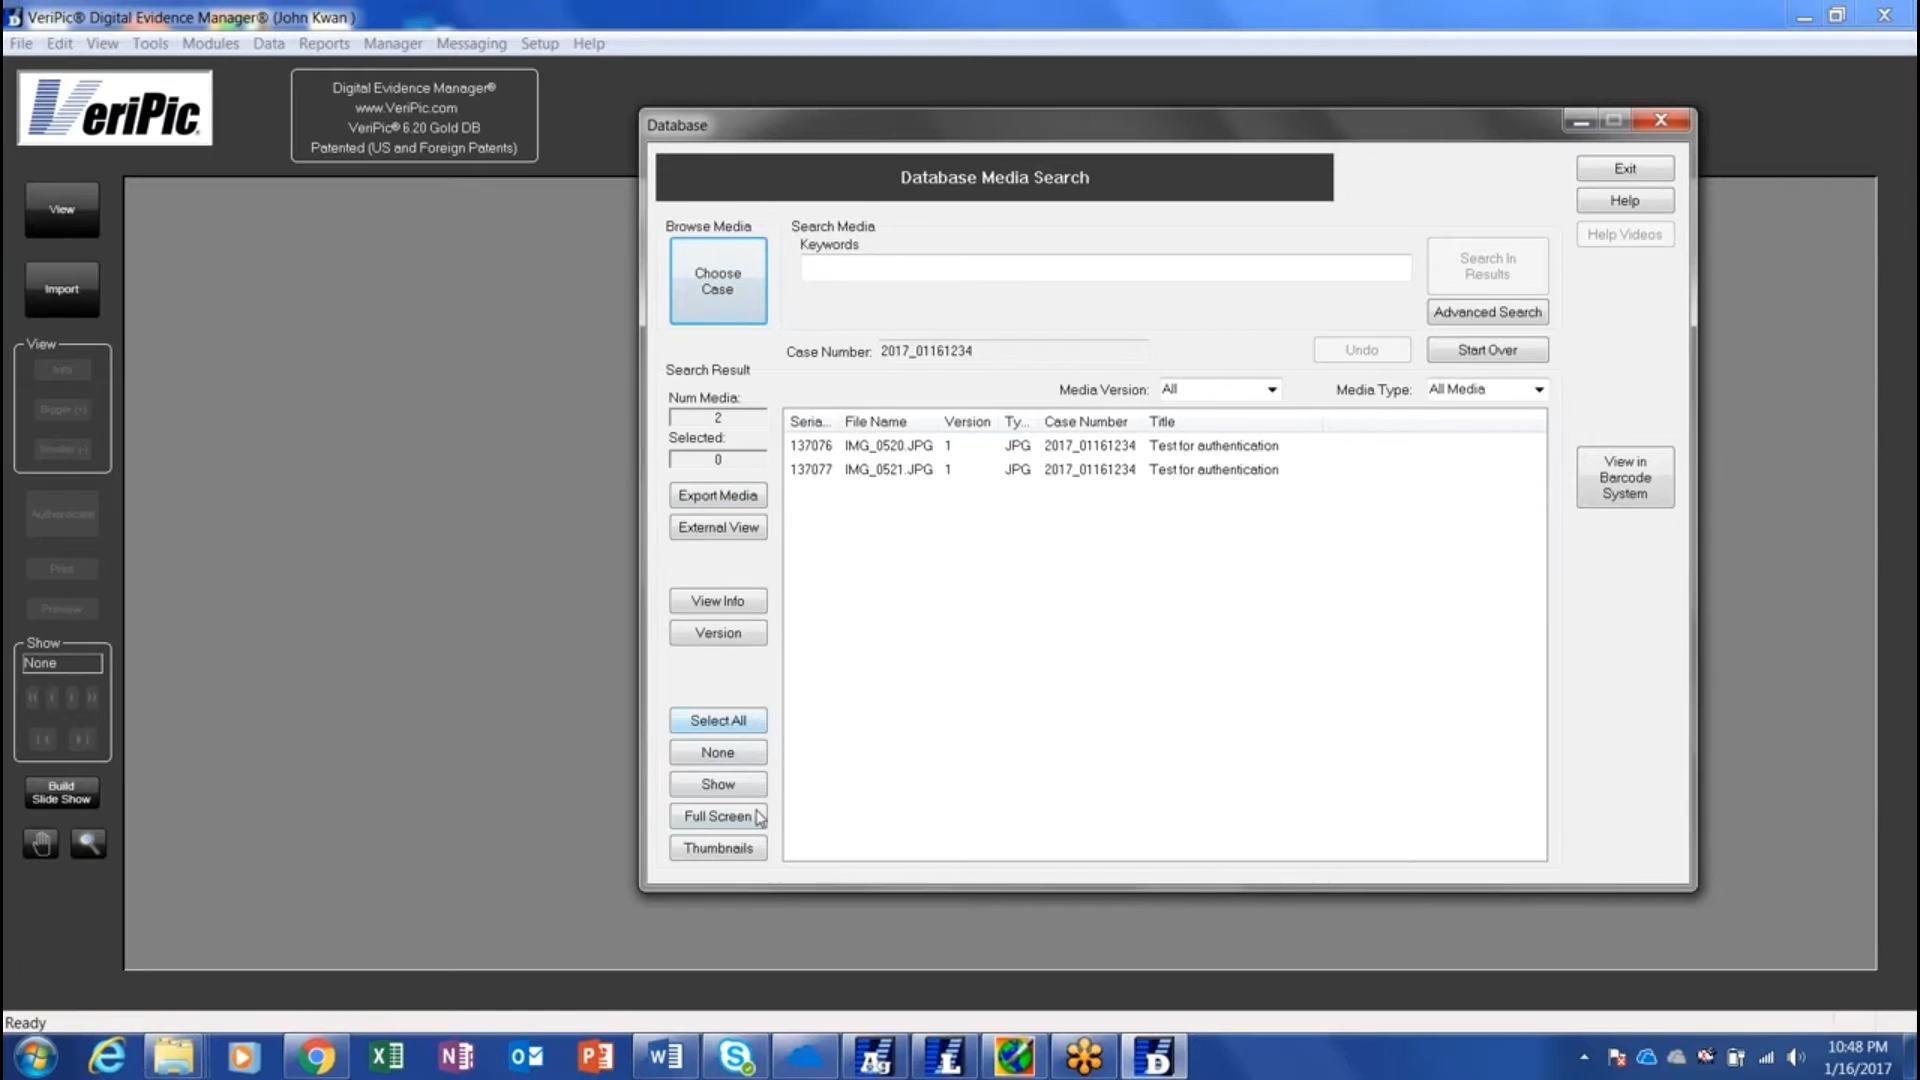 VeriPic® Digital Evidence Manager® (John Kwan )
File Edit View Tools Modules Data Reports Manager Messaging Setup Help
VeriPic
Digital Evidence Manager®
www.VeriPic.com
VeriPic® 6.20 Gold DB
Patented (US and Foreign Patents)
View
Import
View
Info
Bigger (+)
Smaller (-)
Authenticate
Print
Preview
Show
None
Build
Slide Show
Database
Database Media Search
Exit
Help
Help Videos
Browse Media
Choose
Case
Search Media
Keywords
Search In
Results
Advanced Search
Case Number: 2017_01161234
Undo
Start Over
Search Result
Media Version: All
Media Type: All Media
Num Media:
2
Selected:
0
Export Media
External View
View Info
Version
Select All
None
Show
Full Screen
Thumbnails
Seria... File Name Version Ty... Case Number Title
137076 IMG_0520.JPG 1 JPG 2017_01161234 Test for authentication
137077 IMG_0521.JPG 1 JPG 2017_01161234 Test for authentication
View in
Barcode
System
Ready
10:48 PM
1/16/2017